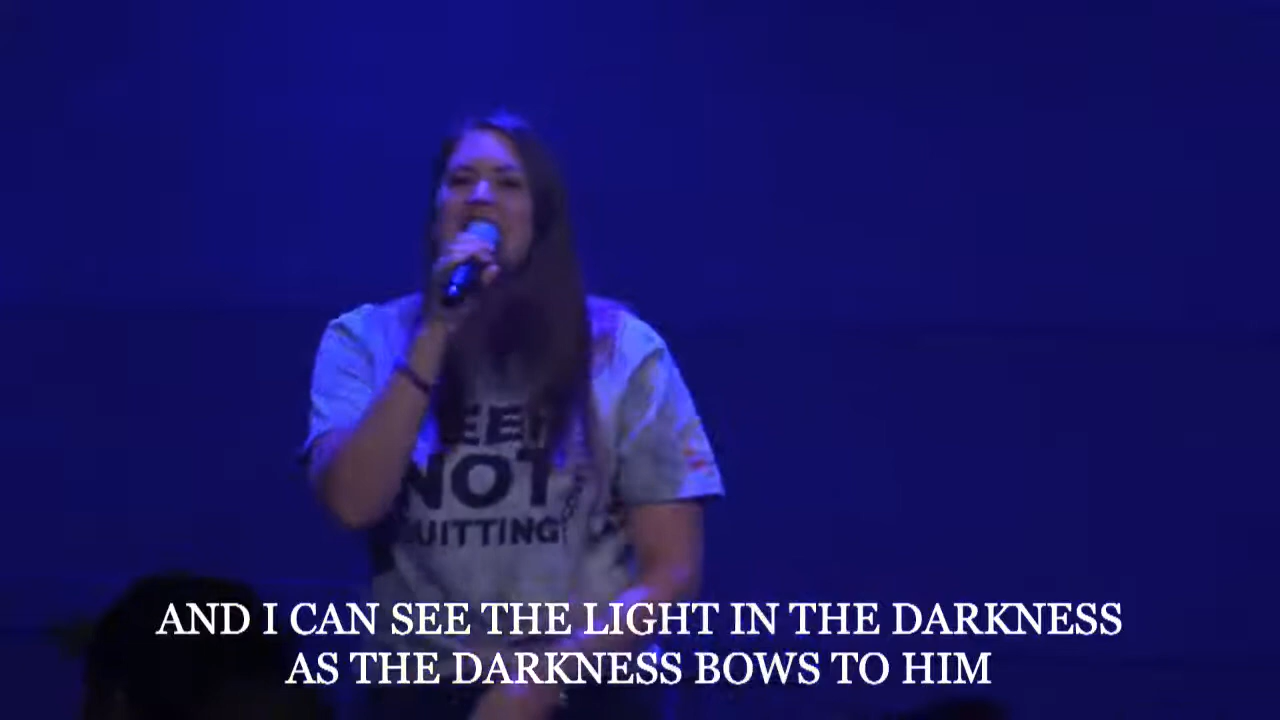 NOT
AND I CAN SEE THE LIGHT IN THE DARKNESS
AS THE DARKNESS BOWS TO HIM